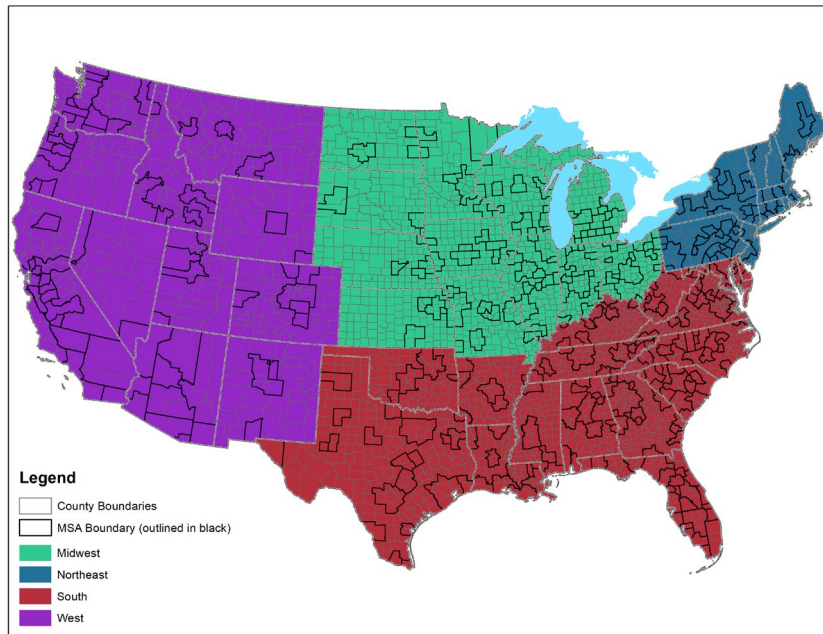 Legend
County Boundaries
MSA Boundary (outlined in black)
Midwest
Northeast
South
West